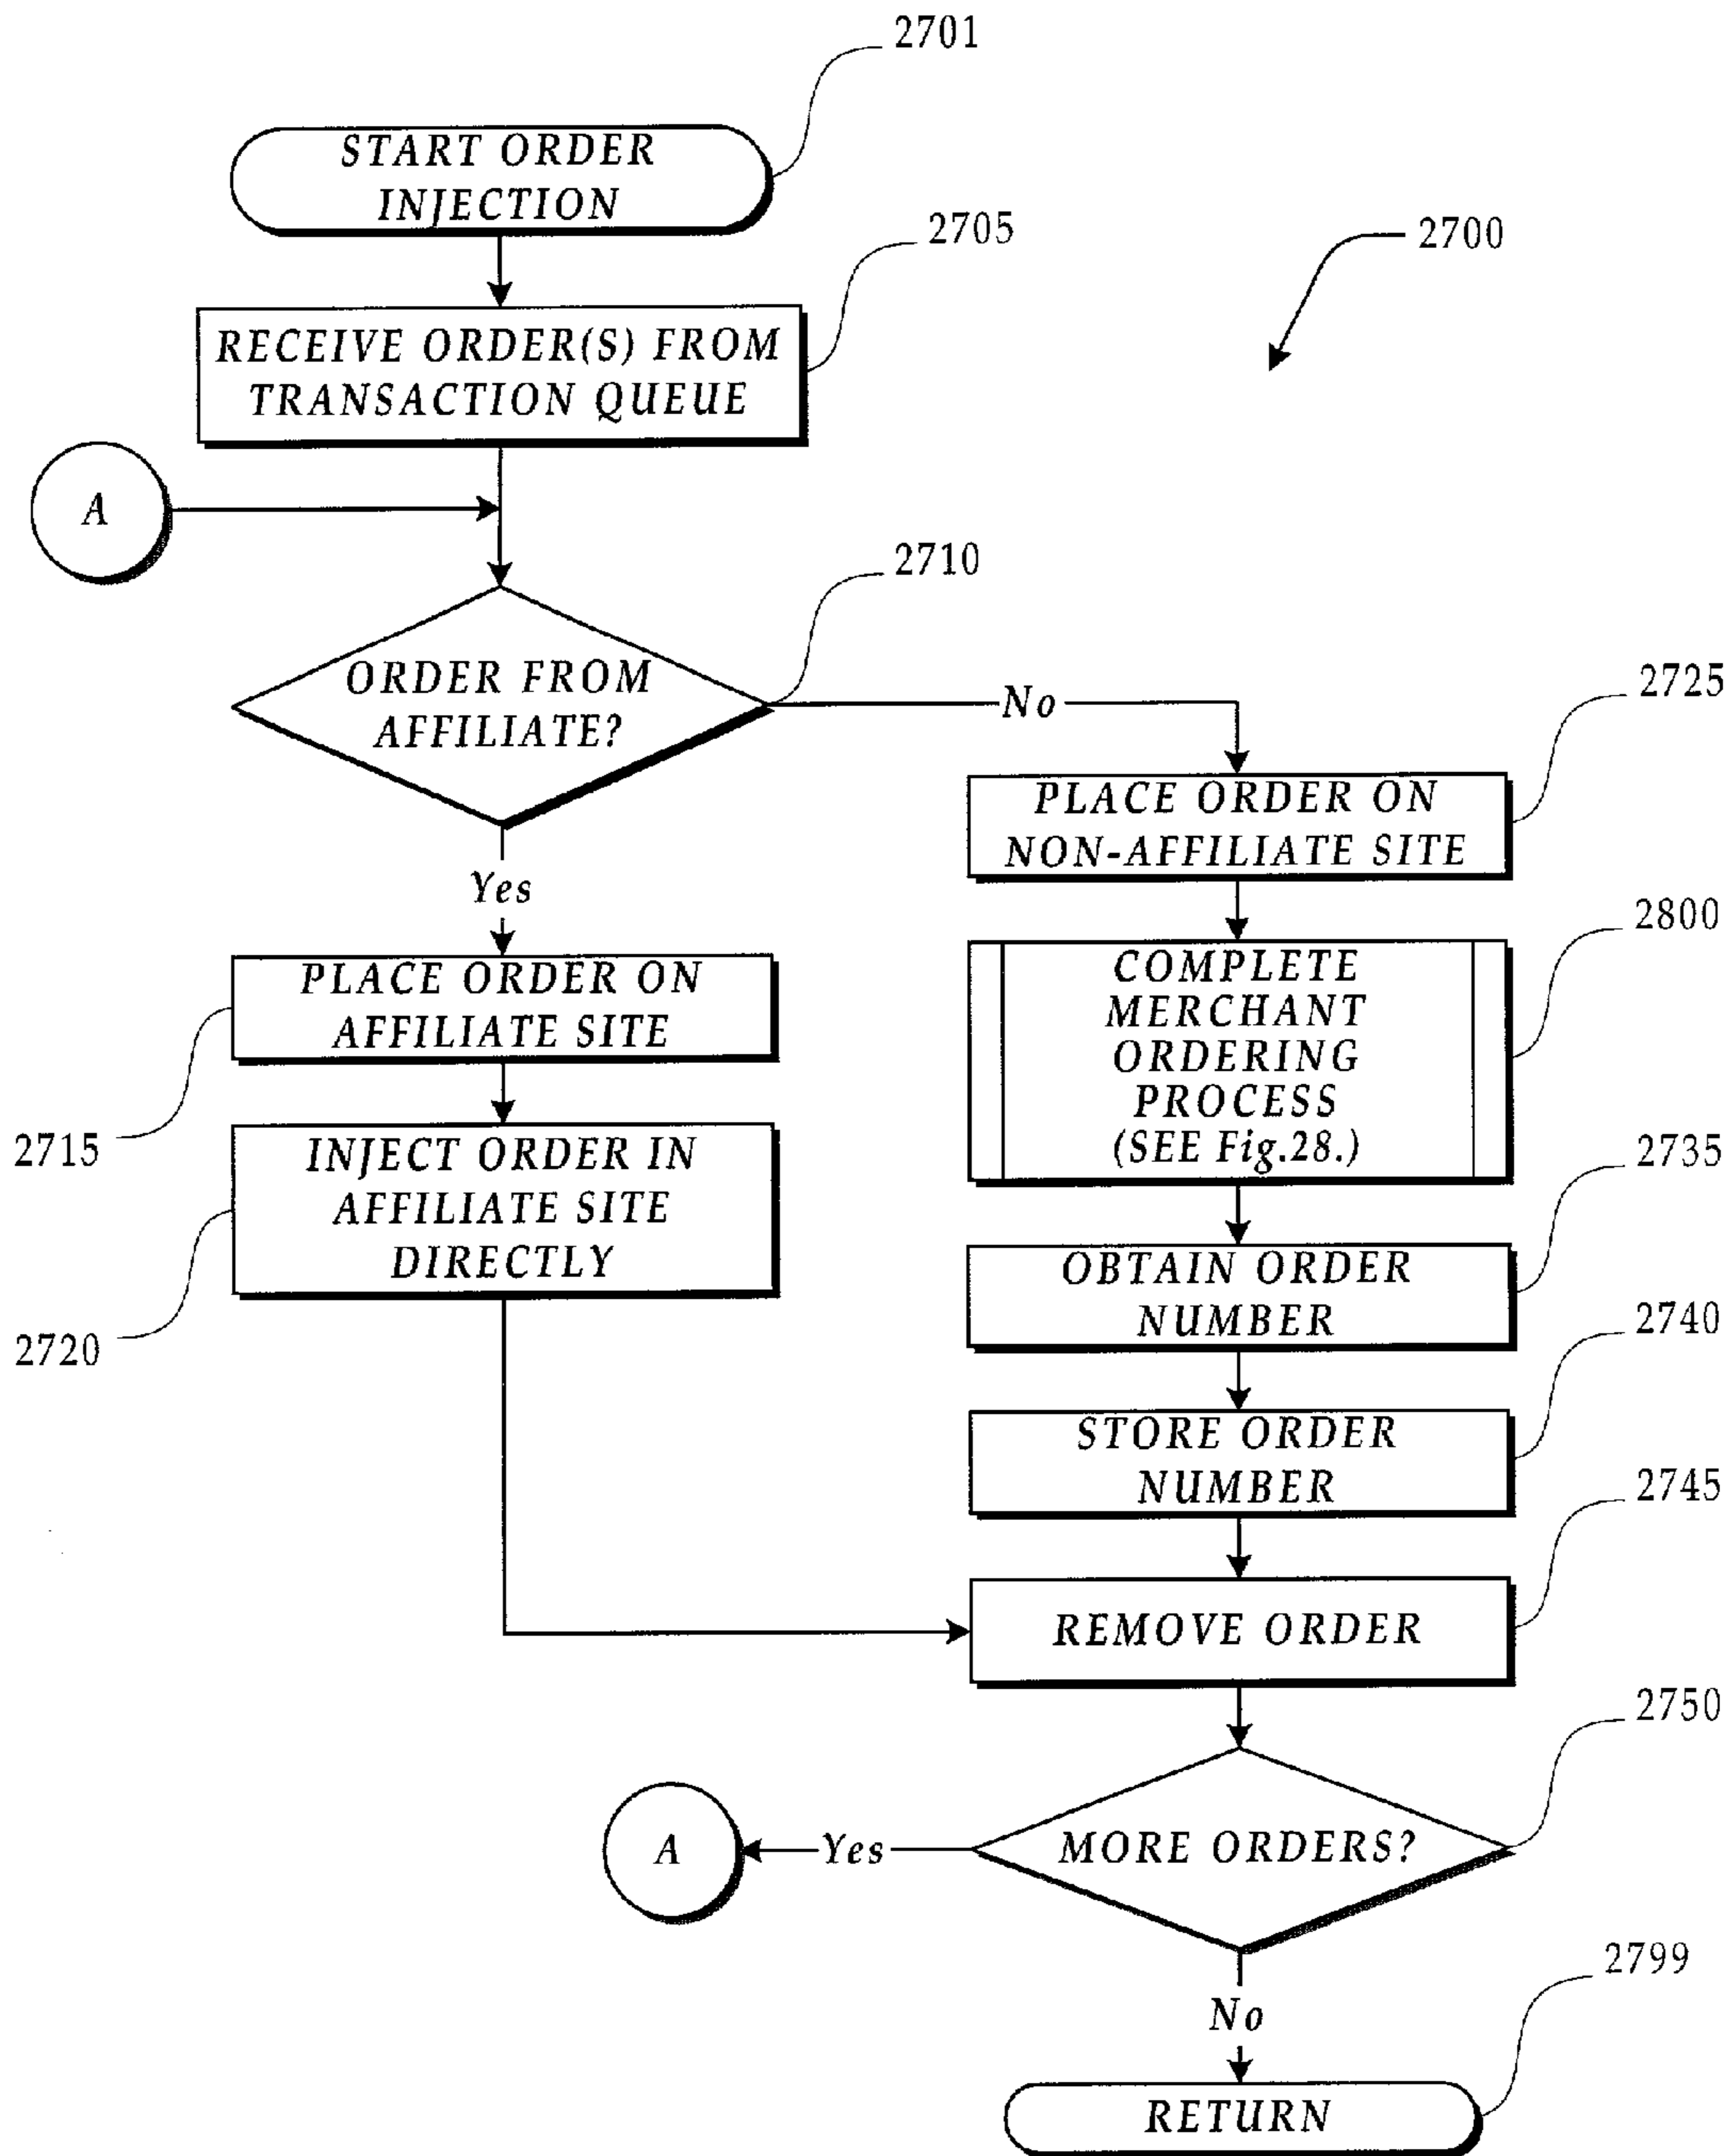 2701
START ORDER
INJECTION
2705
2700
RECEIVE ORDER(S) FROM
TRANSACTION QUEUE
A
2710
ORDER FROM
AFFILIATE?
No
2725
PLACE ORDER ON
NON-AFFILIATE SITE
Yes
2800
PLACE ORDER ON
AFFILIATE SITE
2715
COMPLETE
MERCHANT
ORDERING
PROCESS
(SEE Fig.28.)
INJECT ORDER IN
AFFILIATE SITE
DIRECTLY
2720
2735
OBTAIN ORDER
NUMBER
2740
STORE ORDER
NUMBER
2745
REMOVE ORDER
2750
MORE ORDERS?
Yes
A
No
2799
RETURN